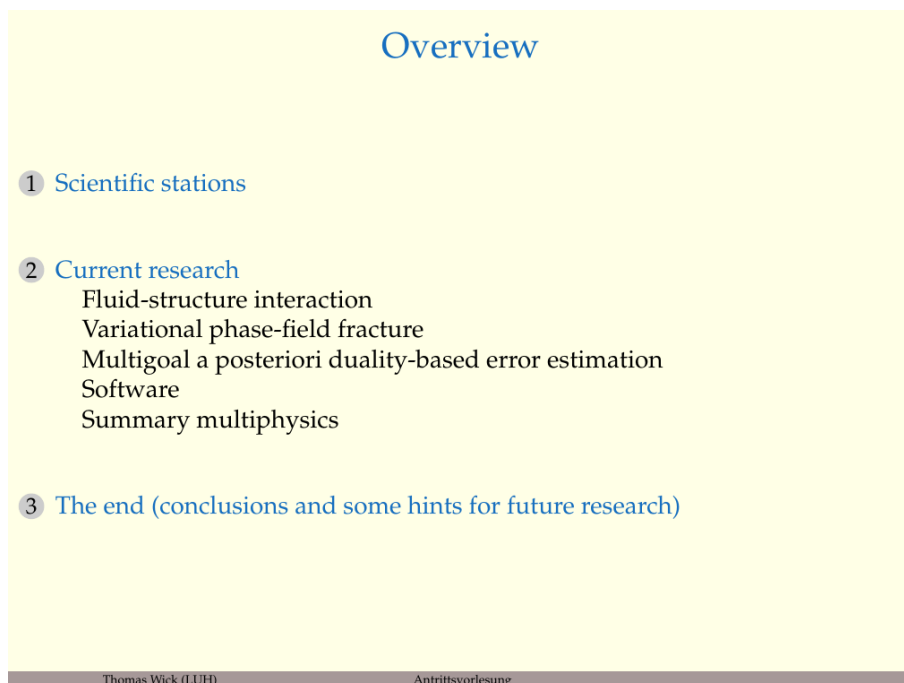 Overview
1 Scientific stations
2 Current research
Fluid-structure interaction
Variational phase-field fracture
Multigoal a posteriori duality-based error estimation
Software
Summary multiphysics
3 The end (conclusions and some hints for future research)
Thomas Wick (LUH) Antrittsvorlesung